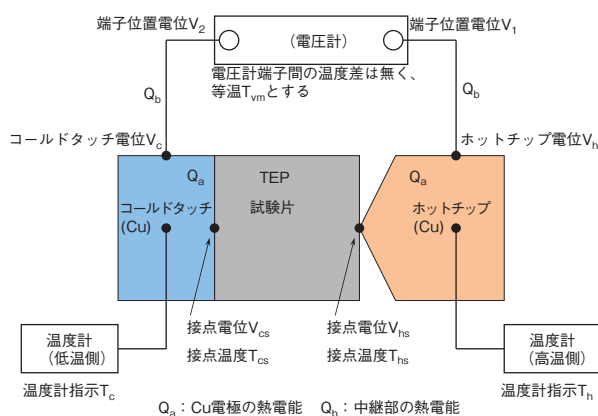 端子位置電位V₂
(電圧計)
端子位置電位V₁
電圧計端子間の温度差は無く、
等温Tvmとする
Qb
Qb
コールドタッチ電位Vc
ホットチップ電位Vh
Qa
TEP
試験片
Qa
コールドタッチ
(Cu)
ホットチップ
(Cu)
温度計
(低温側)
接点電位Vcs
接点温度Tcs
接点電位Vhs
接点温度Ths
温度計
(高温側)
温度計指示Tc
温度計指示Th
Qa：Cu電極の熱電能 Qb：中継部の熱電能